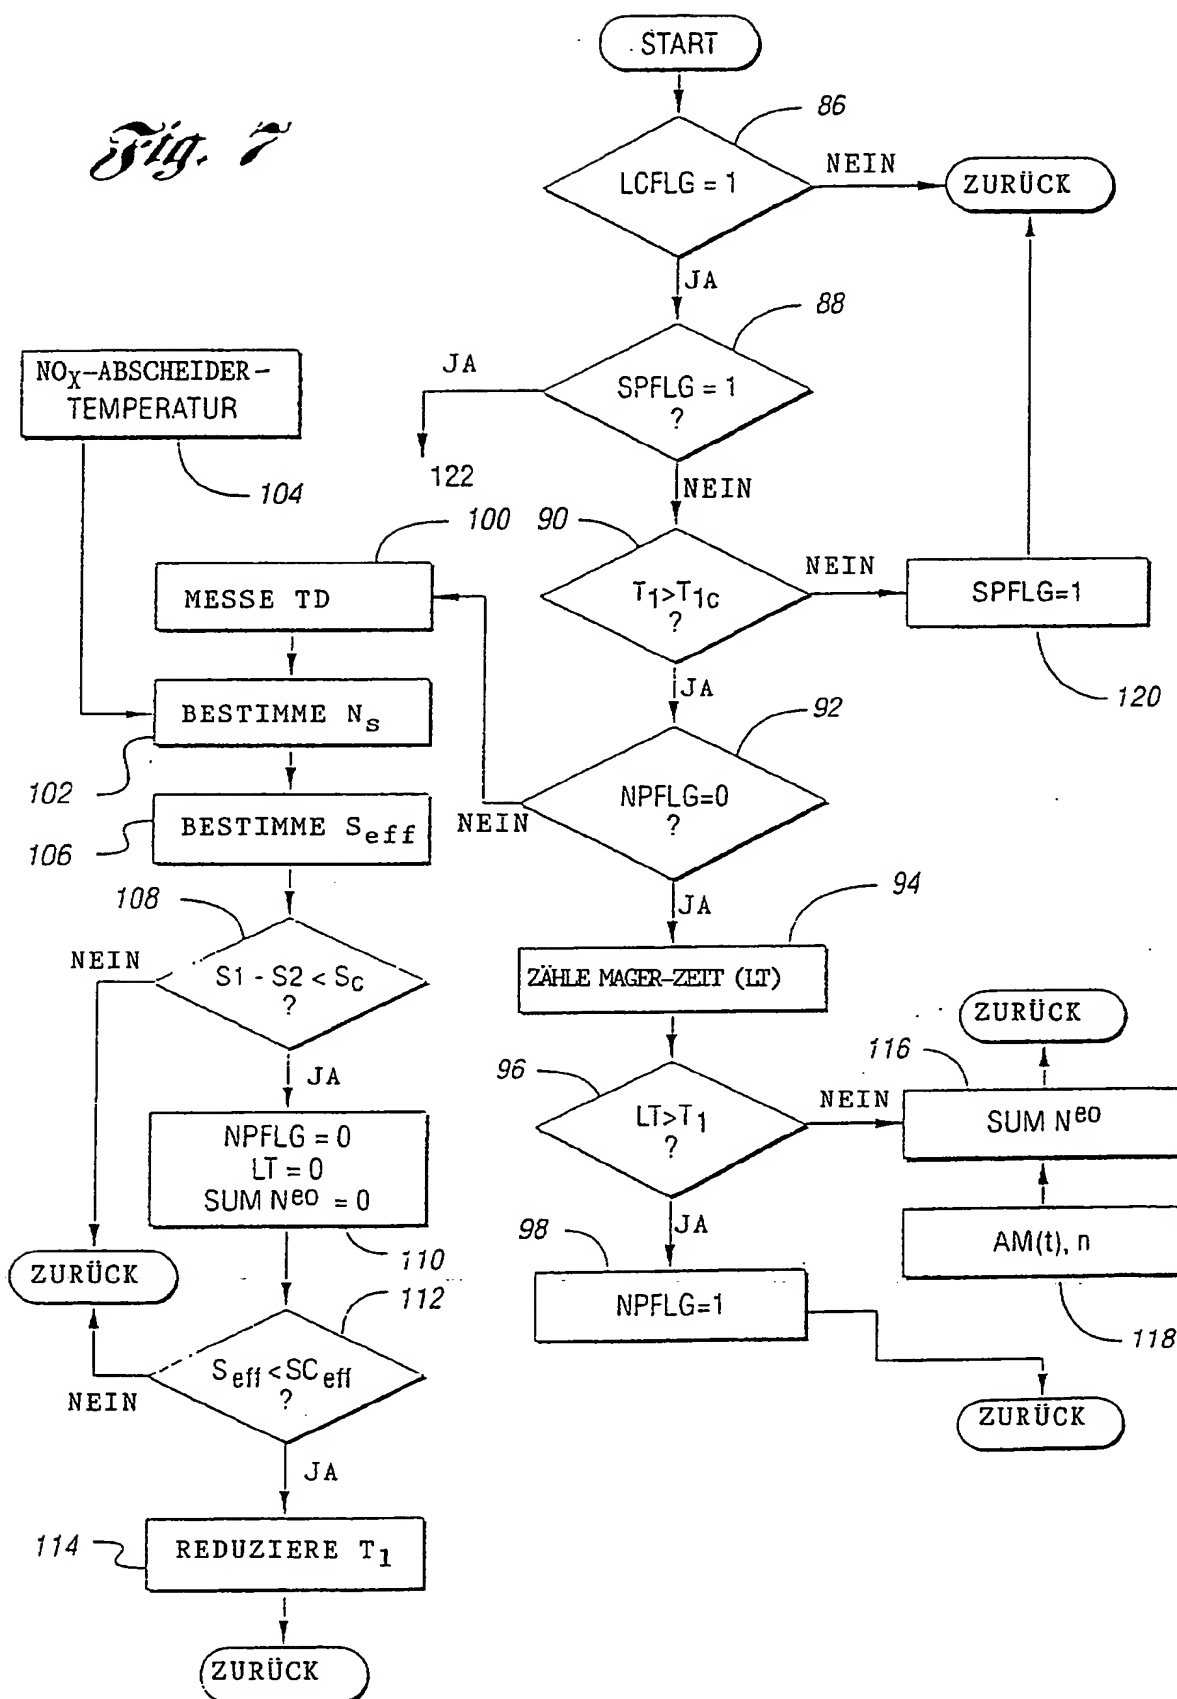 START
Fig. 7
86
LCFLG = 1
NEIN
ZURÜCK
JA
88
SPFLG = 1
?
JA
122
NEIN
NOX-ABSCHEIDER-
TEMPERATUR
104
100
90
MESSE TD
T1>T1c
?
NEIN
SPFLG=1
120
JA
92
BESTIMME Ns
102
NPFLG=0
?
NEIN
BESTIMME Seff
106
JA
94
108
NEIN
S1 - S2 < Sc
?
ZÄHLE MAGER-ZEIT (LT)
ZURÜCK
116
JA
96
LT>T1
?
NEIN
SUM Neo
NPFLG = 0
LT = 0
SUM Neo = 0
110
JA
98
AM(t), n
118
ZURÜCK
112
NPFLG=1
Seff<SCeff
?
NEIN
ZURÜCK
JA
114
REDUZIERE T1
ZURÜCK